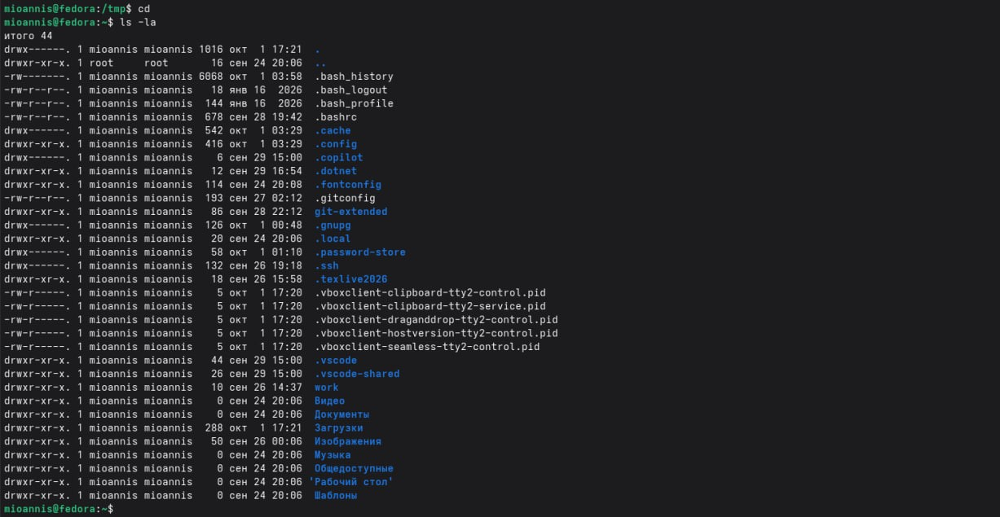 mioannis@fedora:/tmp$ cd
mioannis@fedora:~$ ls -la
итого 44
drwx------. 1 mioannis mioannis 1016 окт  1 17:21  .
drwxr-xr-x. 1 root     root       16 сен 24 20:06  ..
-rw-------. 1 mioannis mioannis 6068 окт  1 03:58  .bash_history
-rw-r--r--. 1 mioannis mioannis   18 янв 16  2026  .bash_logout
-rw-r--r--. 1 mioannis mioannis  144 янв 16  2026  .bash_profile
-rw-r--r--. 1 mioannis mioannis  678 сен 28 19:42  .bashrc
drwx------. 1 mioannis mioannis  542 окт  1 03:29  .cache
drwxr-xr-x. 1 mioannis mioannis  416 окт  1 03:29  .config
drwx------. 1 mioannis mioannis    6 сен 29 15:00  .copilot
drwxr-xr-x. 1 mioannis mioannis   12 сен 29 16:54  .dotnet
drwxr-xr-x. 1 mioannis mioannis  114 сен 24 20:08  .fontconfig
-rw-r--r--. 1 mioannis mioannis  193 сен 27 02:12  .gitconfig
drwxr-xr-x. 1 mioannis mioannis   86 сен 28 22:12  git-extended
drwx------. 1 mioannis mioannis  126 окт  1 00:48  .gnupg
drwx------. 1 mioannis mioannis   20 сен 24 20:06  .local
drwx------. 1 mioannis mioannis   58 окт  1 01:10  .password-store
drwx------. 1 mioannis mioannis  132 сен 26 19:18  .ssh
drwxr-xr-x. 1 mioannis mioannis   18 сен 26 15:58  .texlive2026
-rw-r-----. 1 mioannis mioannis    5 окт  1 17:20  .vboxclient-clipboard-tty2-control.pid
-rw-r-----. 1 mioannis mioannis    5 окт  1 17:20  .vboxclient-clipboard-tty2-service.pid
-rw-r-----. 1 mioannis mioannis    5 окт  1 17:20  .vboxclient-draganddrop-tty2-control.pid
-rw-r-----. 1 mioannis mioannis    5 окт  1 17:20  .vboxclient-hostversion-tty2-control.pid
-rw-r-----. 1 mioannis mioannis    5 окт  1 17:20  .vboxclient-seamless-tty2-control.pid
drwxr-xr-x. 1 mioannis mioannis   44 сен 29 15:00  .vscode
drwxr-xr-x. 1 mioannis mioannis   26 сен 29 15:00  .vscode-shared
drwxr-xr-x. 1 mioannis mioannis   10 сен 26 14:37  work
drwxr-xr-x. 1 mioannis mioannis    0 сен 24 20:06  Видео
drwxr-xr-x. 1 mioannis mioannis    0 сен 24 20:06  Документы
drwxr-xr-x. 1 mioannis mioannis  288 окт  1 17:21  Загрузки
drwxr-xr-x. 1 mioannis mioannis   50 сен 26 00:06  Изображения
drwxr-xr-x. 1 mioannis mioannis    0 сен 24 20:06  Музыка
drwxr-xr-x. 1 mioannis mioannis    0 сен 24 20:06  Общедоступные
drwxr-xr-x. 1 mioannis mioannis    0 сен 24 20:06 'Рабочий стол'
drwxr-xr-x. 1 mioannis mioannis    0 сен 24 20:06  Шаблоны
mioannis@fedora:~$